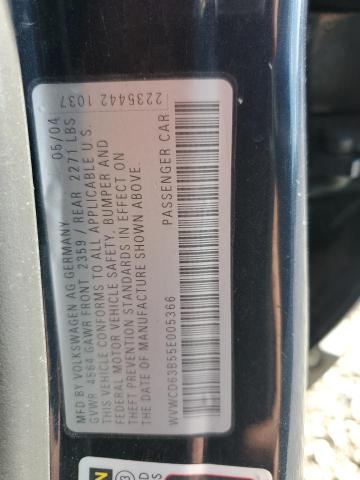 MFD BY VOLKSWAGEN AG GERMANY 05/04
GVWR 4564 GAWR FRONT 2359 / REAR 2271 LBS
THIS VEHICLE CONFORMS TO ALL APPLICABLE U.S.
FEDERAL MOTOR VEHICLE SAFETY, BUMPER AND
THEFT PREVENTION STANDARDS IN EFFECT ON
THE DATE OF MANUFACTURE SHOWN ABOVE.
WVWCD63B55E005366
PASSENGER CAR
2235442 1037